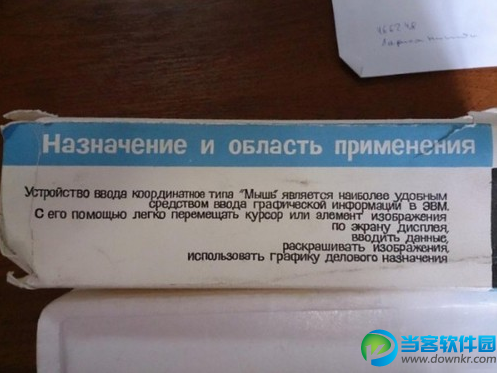 Назначение и область применения
Устройство ввода координатное типа "Мышь" является наиболее удобным
средством ввода графической информации в ЭВМ.
С его помощью легко перемещать курсор или элемент изображения
по экрану дисплея,
вводить данные,
раскрашивать изображения,
использовать графику делового назначения
当客软件园
www.downkr.com